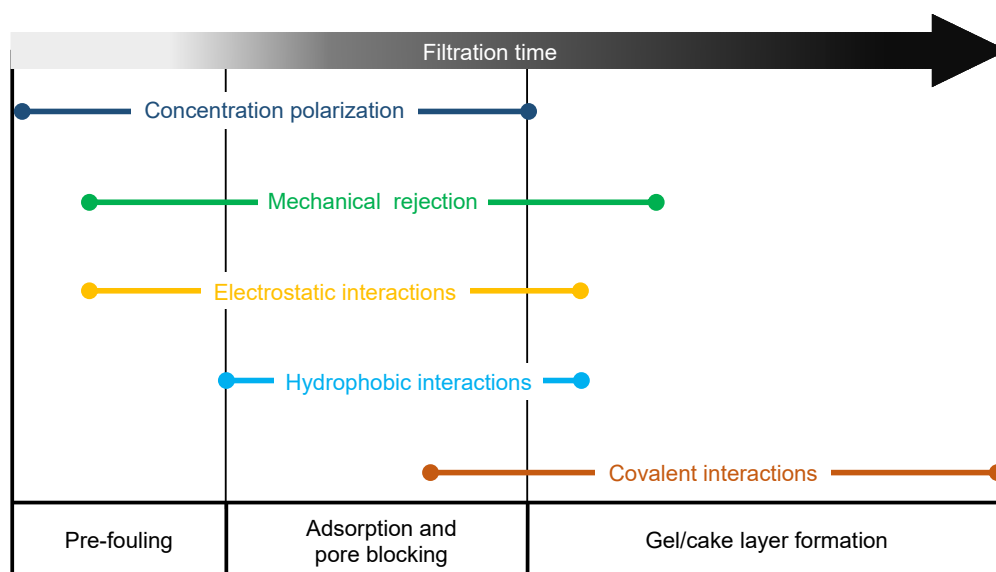 Filtration time
Concentration polarization
Mechanical rejection
Electrostatic interactions
Hydrophobic interactions
Covalent interactions
Pre-fouling
Adsorption and
pore blocking
Gel/cake layer formation